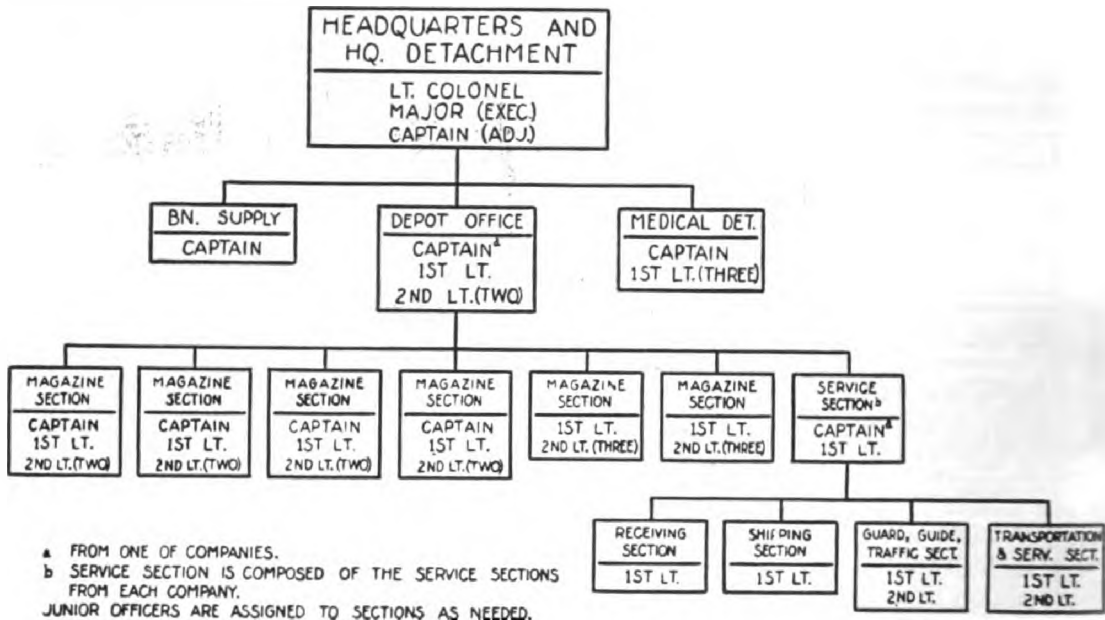 HEADQUARTERS AND
HQ. DETACHMENT
LT. COLONEL
MAJOR (EXEC.)
CAPTAIN (ADJ.)
BN. SUPPLY
CAPTAIN
DEPOT OFFICE
CAPTAINᵃ
1ST LT.
2ND LT.(TWO)
MEDICAL DET.
CAPTAIN
1ST LT.(THREE)
MAGAZINE
SECTION
CAPTAIN
1ST LT.
2ND LT.(TWO)
MAGAZINE
SECTION
CAPTAIN
1ST LT.
2ND LT.(TWO)
MAGAZINE
SECTION
CAPTAIN
1ST LT.
2ND LT.(TWO)
MAGAZINE
SECTION
CAPTAIN
1ST LT.
2ND LT.(TWO)
MAGAZINE
SECTION
1ST LT.
2ND LT.(THREE)
MAGAZINE
SECTION
1ST LT.
2ND LT.(THREE)
SERVICE
SECTIONᵇ
CAPTAINᵃ
1ST LT.
RECEIVING
SECTION
1ST LT.
SHIPPING
SECTION
1ST LT.
GUARD, GUIDE,
TRAFFIC SECT.
1ST LT.
2ND LT.
TRANSPORTATION
& SERV. SECT.
1ST LT.
2ND LT.
a FROM ONE OF COMPANIES.
b SERVICE SECTION IS COMPOSED OF THE SERVICE SECTIONS
FROM EACH COMPANY.
JUNIOR OFFICERS ARE ASSIGNED TO SECTIONS AS NEEDED.